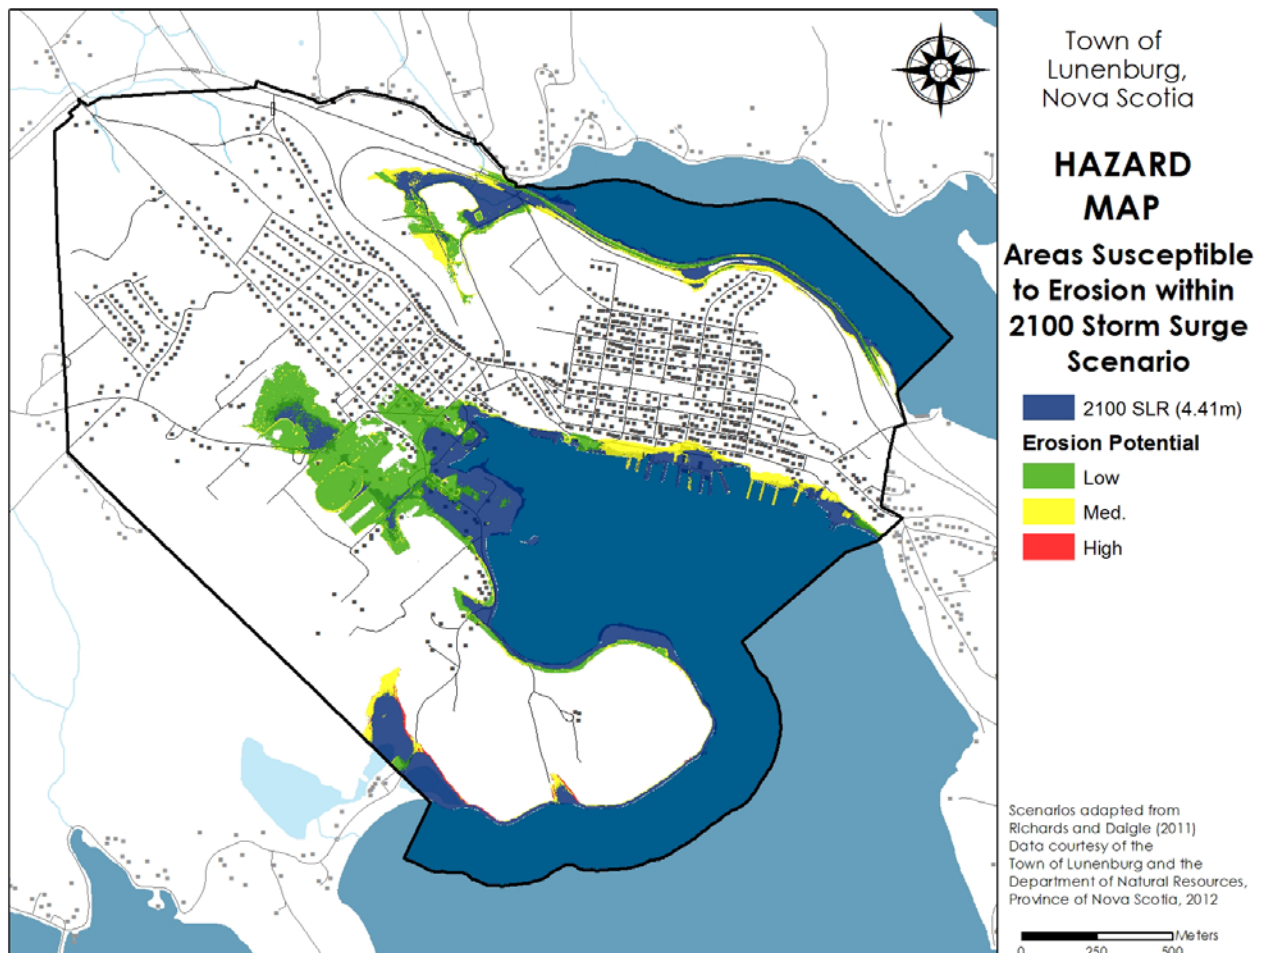 Town of
Lunenburg,
Nova Scotia
HAZARD
MAP
Areas Susceptible
to Erosion within
2100 Storm Surge
Scenario
2100 SLR (4.41m)
Erosion Potential
Low
Med.
High
Scenarios adapted from
Richards and Daigle (2011)
Data courtesy of the
Town of Lunenburg and the
Department of Natural Resources,
Province of Nova Scotia, 2012
Meters
0 250 500